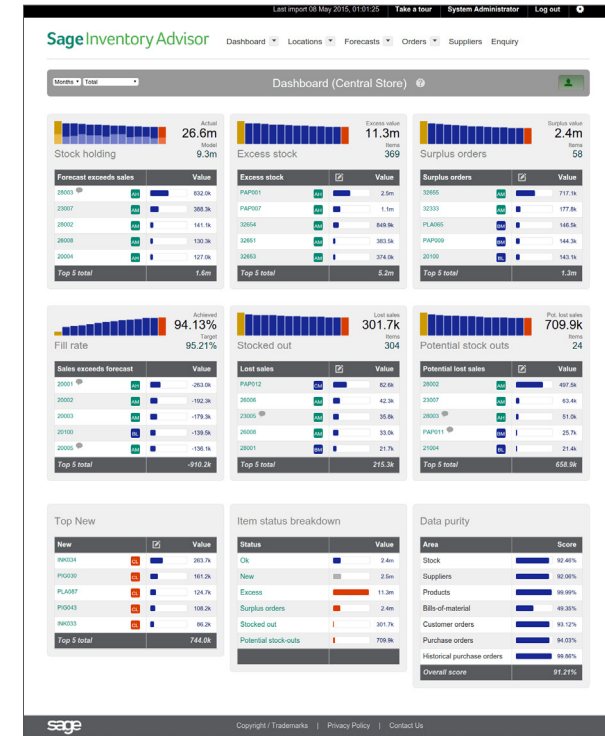 Last import 08 May 2015, 01:01:25 Take a tour System Administrator Log out
Sage Inventory Advisor
Dashboard Locations Forecasts Orders Suppliers Enquiry
Months Total
Dashboard (Central Store) ?
Actual
26.6m
Model
Stock holding 9.3m
Forecast exceeds sales Value
28003 AH 832.0k
23007 AM 388.3k
28002 AM 141.1k
26008 AM 130.3k
20004 AH 127.0k
Top 5 total 1.6m
Excess value
11.3m
Items
Excess stock 369
Excess stock Value
PAP001 AH 2.5m
PAP007 AH 1.1m
32654 AM 849.9k
32651 AM 383.5k
32653 AM 374.0k
Top 5 total 5.2m
Surplus value
2.4m
Items
Surplus orders 58
Surplus orders Value
32655 AM 717.1k
32333 AM 177.8k
PLA065 BM 146.5k
PAP009 BM 144.3k
20100 BL 143.1k
Top 5 total 1.3m
Achieved
94.13%
Target
Fill rate 95.21%
Sales exceeds forecast Value
20001 AH -263.0k
20002 AM -192.3k
20003 AM -179.3k
20100 BL -139.5k
20005 AM -136.1k
Top 5 total -910.2k
Lost sales
301.7k
Items
Stocked out 304
Lost sales Value
PAP012 CM 82.6k
26006 AM 42.3k
23005 AM 35.8k
26008 AM 33.0k
28001 BM 21.7k
Top 5 total 215.3k
Pot. lost sales
709.9k
Items
Potential stock outs 24
Potential lost sales Value
28002 AM 497.5k
23007 AM 63.4k
28003 AH 51.0k
PAP011 BM 25.7k
21004 BL 21.4k
Top 5 total 658.9k
Top New
New Value
INK034 CL 263.7k
PIG030 CL 161.2k
PLA087 CL 124.7k
PIG043 CL 108.2k
INK033 CL 86.2k
Top 5 total 744.0k
Item status breakdown
Status Value
Ok 2.4m
New 2.5m
Excess 11.3m
Surplus orders 2.4m
Stocked out 301.7k
Potential stock-outs 709.9k
Data purity
Area Score
Stock 92.46%
Suppliers 92.06%
Products 99.99%
Bills-of-material 49.35%
Customer orders 93.12%
Purchase orders 94.03%
Historical purchase orders 99.86%
Overall score 91.21%
sage
Copyright / Trademarks | Privacy Policy | Contact Us